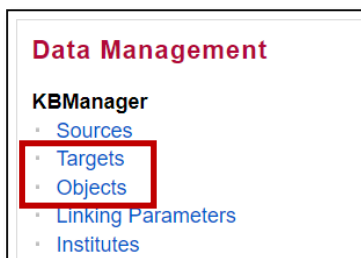 Data Management
KBManager
Sources
Targets
Objects
Linking Parameters
Institutes